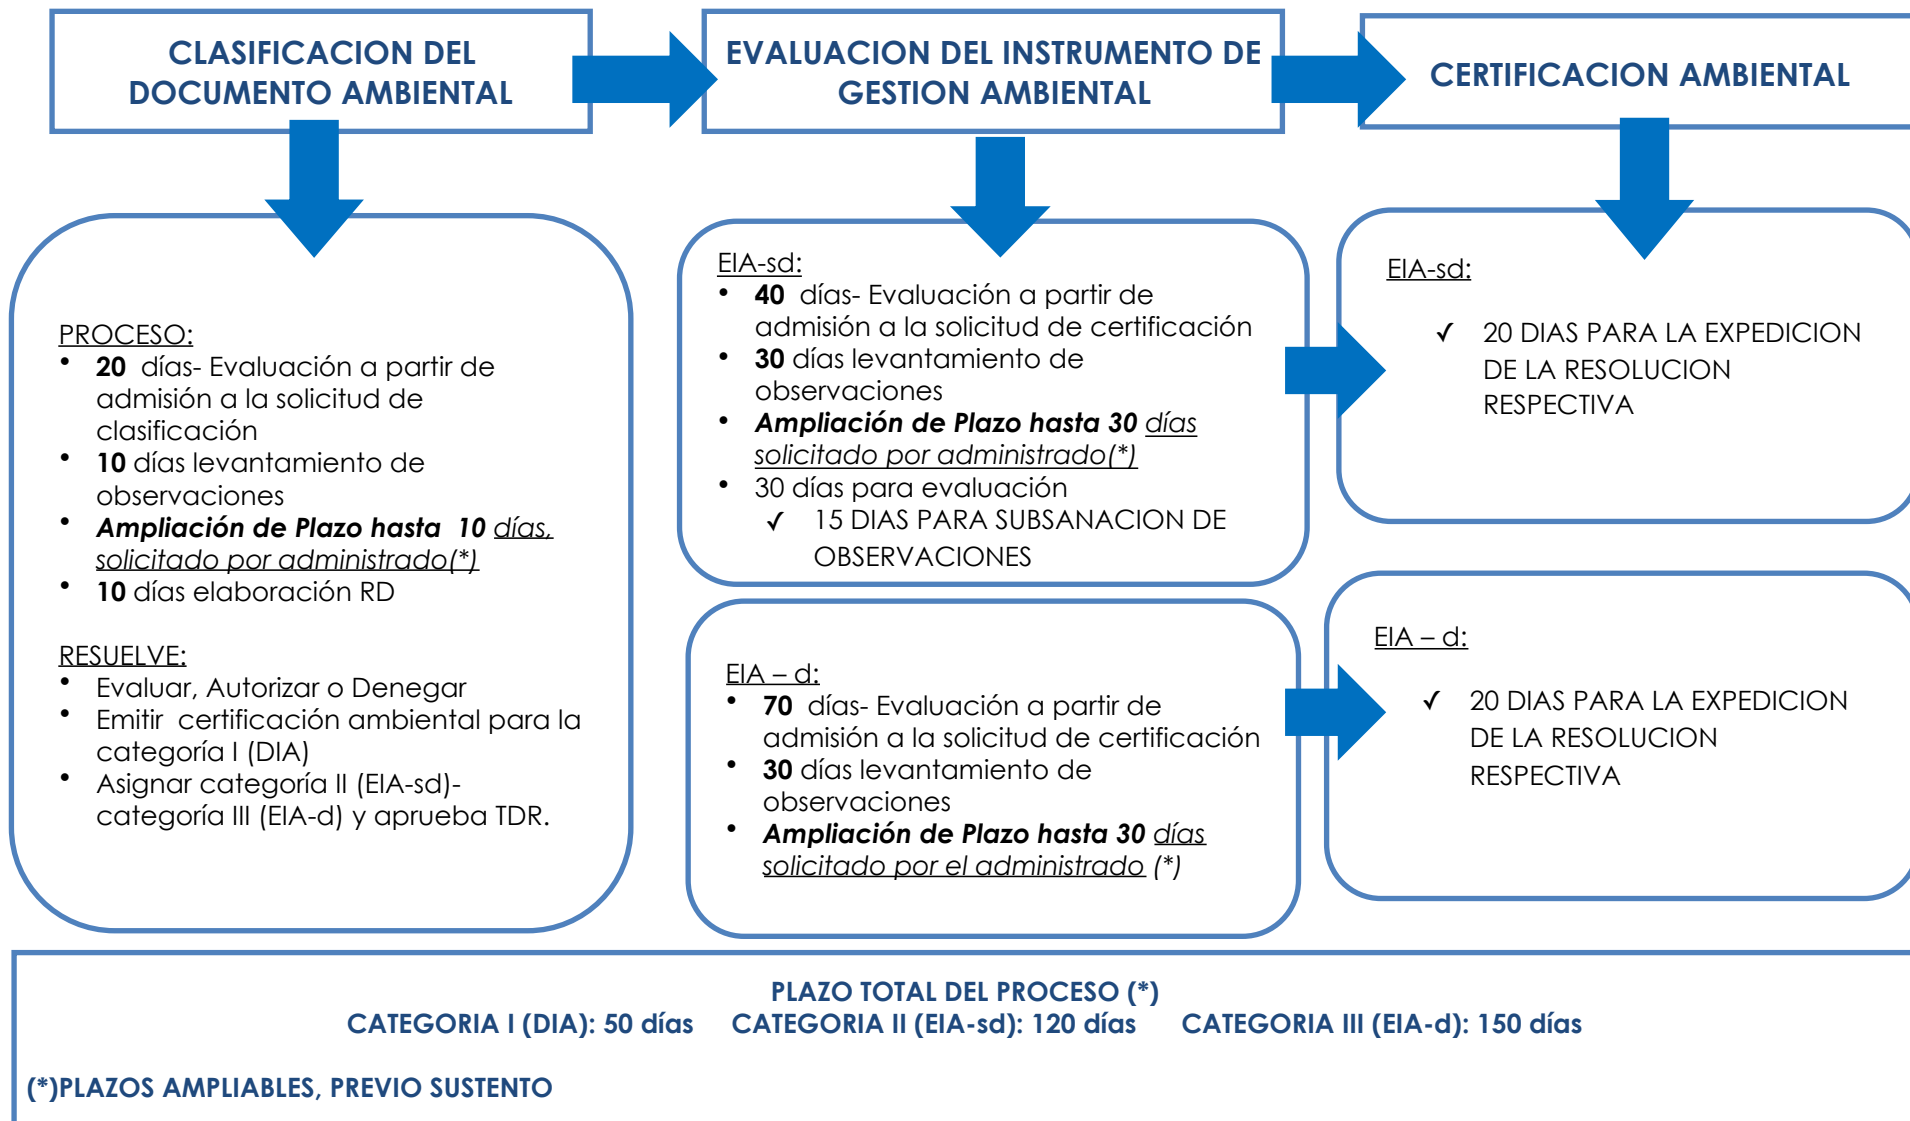 CLASIFICACION DEL
DOCUMENTO AMBIENTAL
EVALUACION DEL INSTRUMENTO DE
GESTION AMBIENTAL
CERTIFICACION AMBIENTAL
PROCESO:
• 20 días- Evaluación a partir de
admisión a la solicitud de
clasificación
• 10 días levantamiento de
observaciones
• Ampliación de Plazo hasta 10 días,
solicitado por administrado(*)
• 10 días elaboración RD
RESUELVE:
• Evaluar, Autorizar o Denegar
• Emitir certificación ambiental para la
categoría I (DIA)
• Asignar categoría II (EIA-sd)-
categoría III (EIA-d) y aprueba TDR.
EIA-sd:
• 40 días- Evaluación a partir de
admisión a la solicitud de certificación
• 30 días levantamiento de
observaciones
• Ampliación de Plazo hasta 30 días
solicitado por administrado(*)
• 30 días para evaluación
✓ 15 DIAS PARA SUBSANACION DE
OBSERVACIONES
EIA – d:
• 70 días- Evaluación a partir de
admisión a la solicitud de certificación
• 30 días levantamiento de
observaciones
• Ampliación de Plazo hasta 30 días
solicitado por el administrado (*)
EIA-sd:
✓ 20 DIAS PARA LA EXPEDICION
DE LA RESOLUCION
RESPECTIVA
EIA – d:
✓ 20 DIAS PARA LA EXPEDICION
DE LA RESOLUCION
RESPECTIVA
PLAZO TOTAL DEL PROCESO (*)
CATEGORIA I (DIA): 50 días CATEGORIA II (EIA-sd): 120 días CATEGORIA III (EIA-d): 150 días
(*)PLAZOS AMPLIABLES, PREVIO SUSTENTO